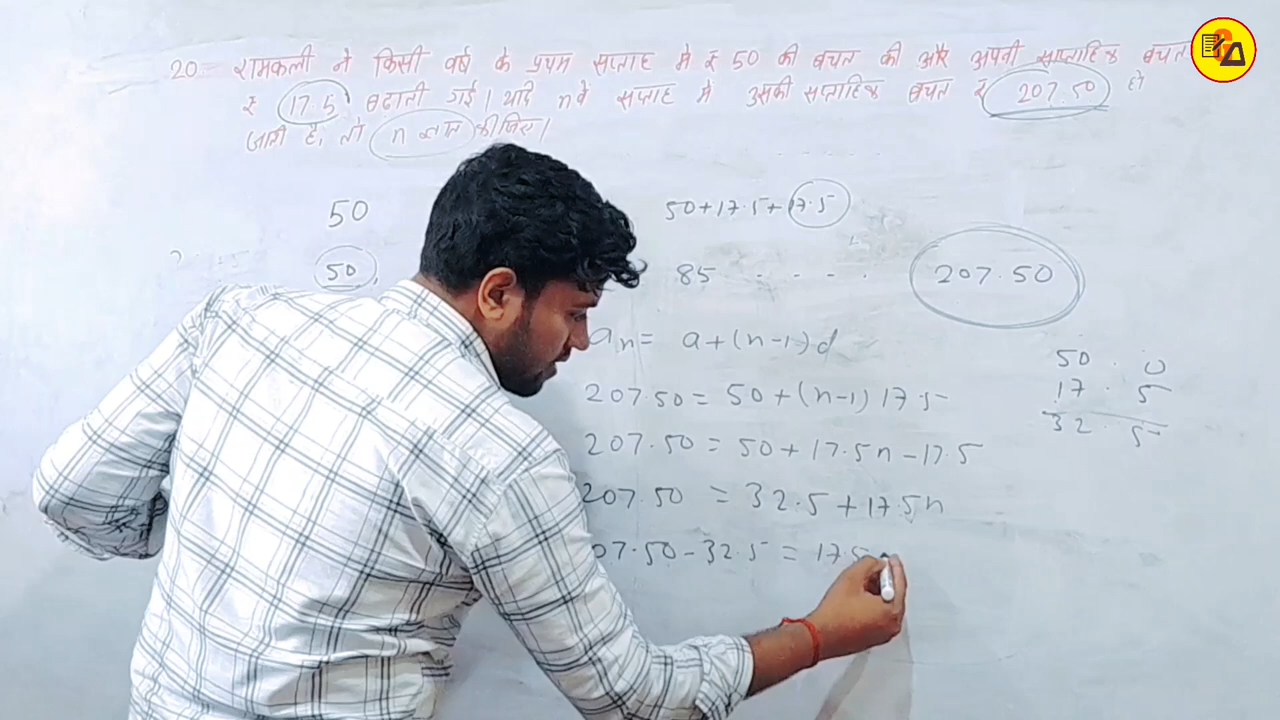 20 - रामकली ने किसी वर्ष के प्रथम सप्ताह में ₹ 50 की बचत की और अपनी साप्ताहिक बचत
₹ 17.5 बढ़ाती गई। यदि nवें सप्ताह में उसकी साप्ताहिक बचत ₹ 207.50 हो
जाती है, तो n ज्ञात कीजिए।
50 50+17.5+17.5
50, 85 - - - - . 207.50
an = a+(n-1)d
207.50 = 50+(n-1) 17.5
207.50 = 50+17.5n-17.5
207.50 = 32.5+17.5n
07.50-32.5 = 17.5
50 . 0
17 . 5
32 . 5